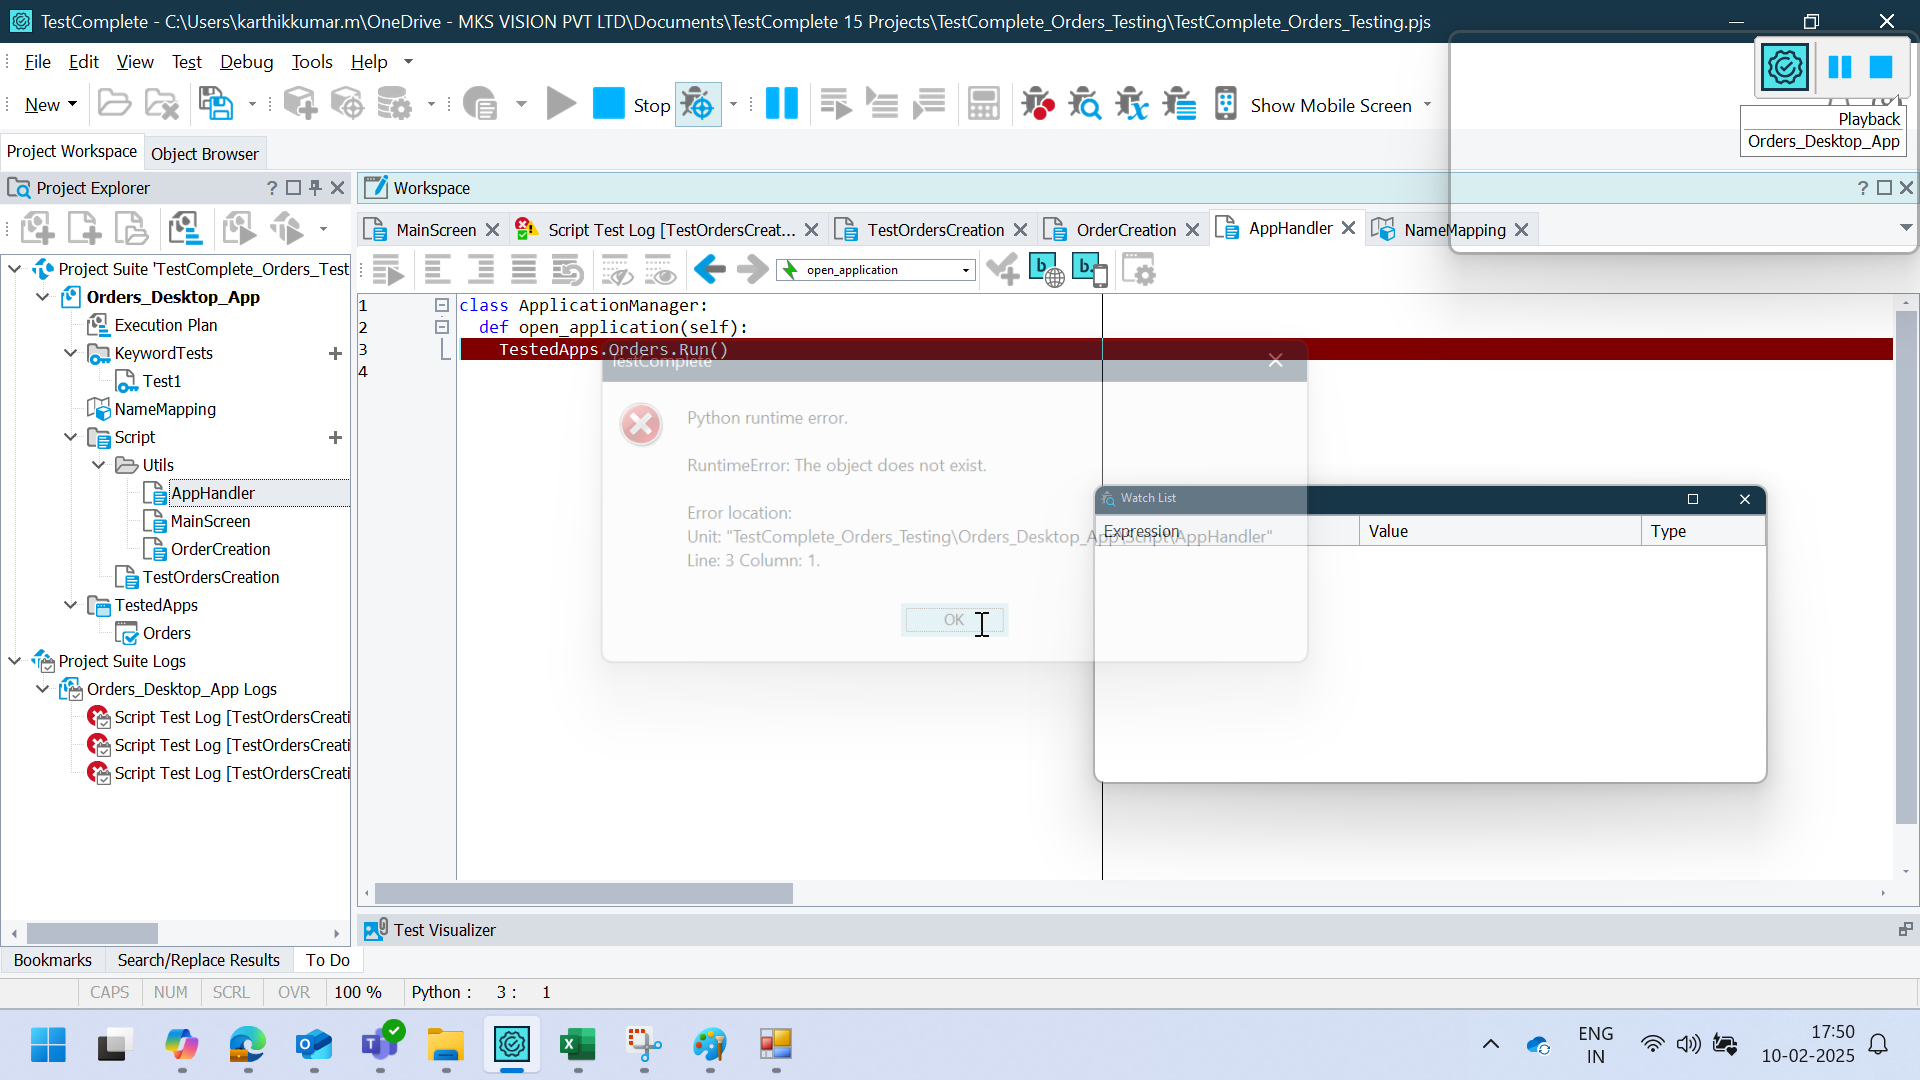 TestComplete - C:\Users\karthikkumar.m\OneDrive - MKS VISION PVT LTD\Documents\TestComplete 15 Projects\TestComplete_Orders_Testing\TestComplete_Orders_Testing.pjs
File Edit View Test Debug Tools Help
New Stop Show Mobile Screen
Playback
Orders_Desktop_App
Project Workspace Object Browser
Project Explorer
Workspace
MainScreen Script Test Log [TestOrdersCreat... TestOrdersCreation OrderCreation AppHandler NameMapping
open_application
Project Suite 'TestComplete_Orders_Test
Orders_Desktop_App
Execution Plan
KeywordTests
Test1
NameMapping
Script
Utils
AppHandler
MainScreen
OrderCreation
TestOrdersCreation
TestedApps
Orders
Project Suite Logs
Orders_Desktop_App Logs
Script Test Log [TestOrdersCreati
Script Test Log [TestOrdersCreati
Script Test Log [TestOrdersCreati
1 class ApplicationManager:
2 def open_application(self):
3 TestedApps.Orders.Run()
4
TestComplete
Python runtime error.
RuntimeError: The object does not exist.
Error location:
Unit: "TestComplete_Orders_Testing\Orders_Desktop_App\Script\AppHandler"
Line: 3 Column: 1.
OK
Watch List
Expression Value Type
Test Visualizer
Bookmarks Search/Replace Results To Do
CAPS NUM SCRL OVR 100 % Python : 3 : 1
ENG
IN
17:50
10-02-2025